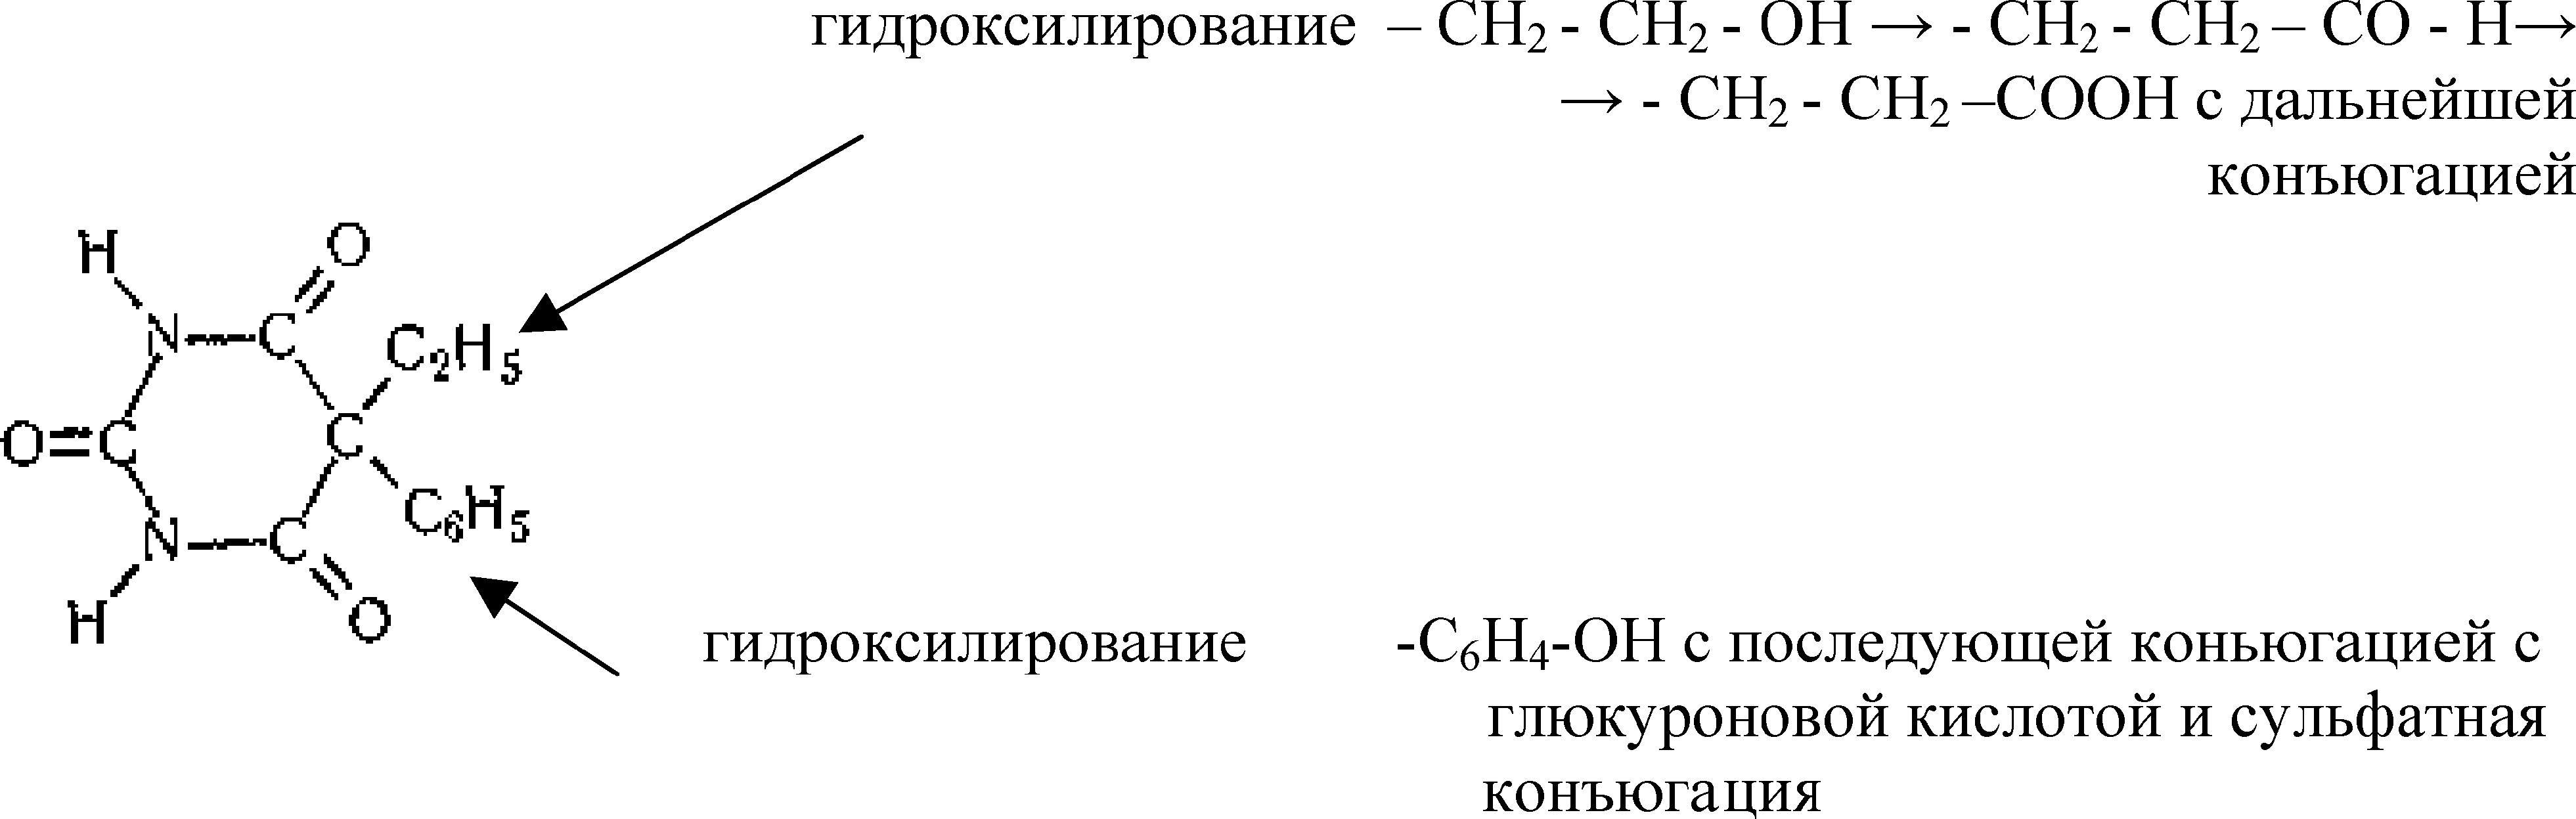 гидроксилирование – CH₂ - CH₂ - OH → - CH₂ - CH₂ – CO - H→
→ - CH₂ - CH₂ –COOH с дальнейшей
конъюгацией
H
O
N
C
C₂H₅
O
C
C
C₆H₅
N
C
H
O
гидроксилирование -C₆H₄-OH с последующей коньюгацией с
глюкуроновой кислотой и сульфатная
конъюгация